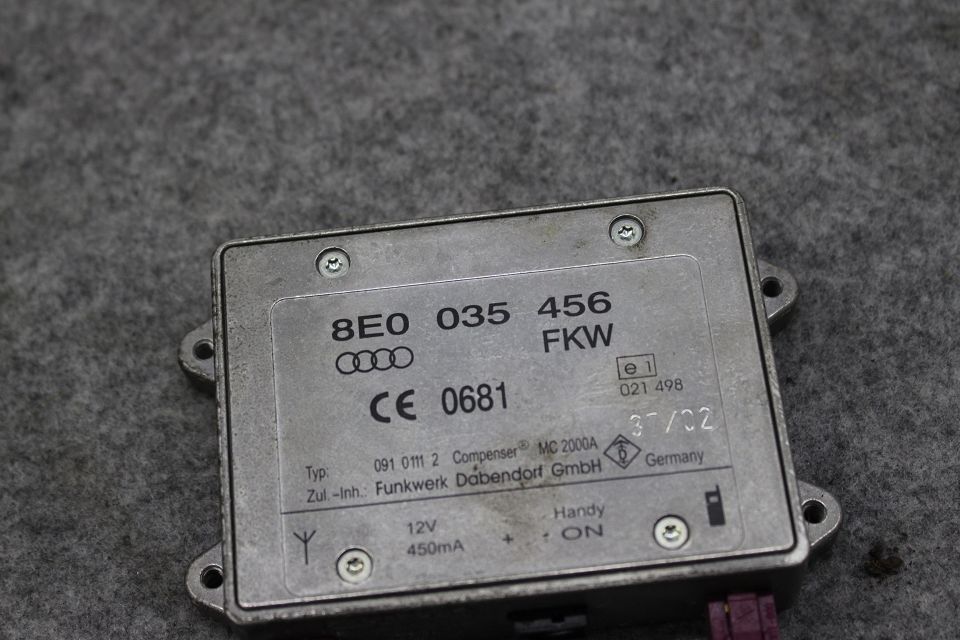 8E0 035 456
FKW
CE 0681
e 1
021 498
/02
Typ: 091 0111 2 Compenser® MC 2000A
Zul.-Inh.: Funkwerk Dabendorf GmbH Germany
12V Handy
450mA + - ON